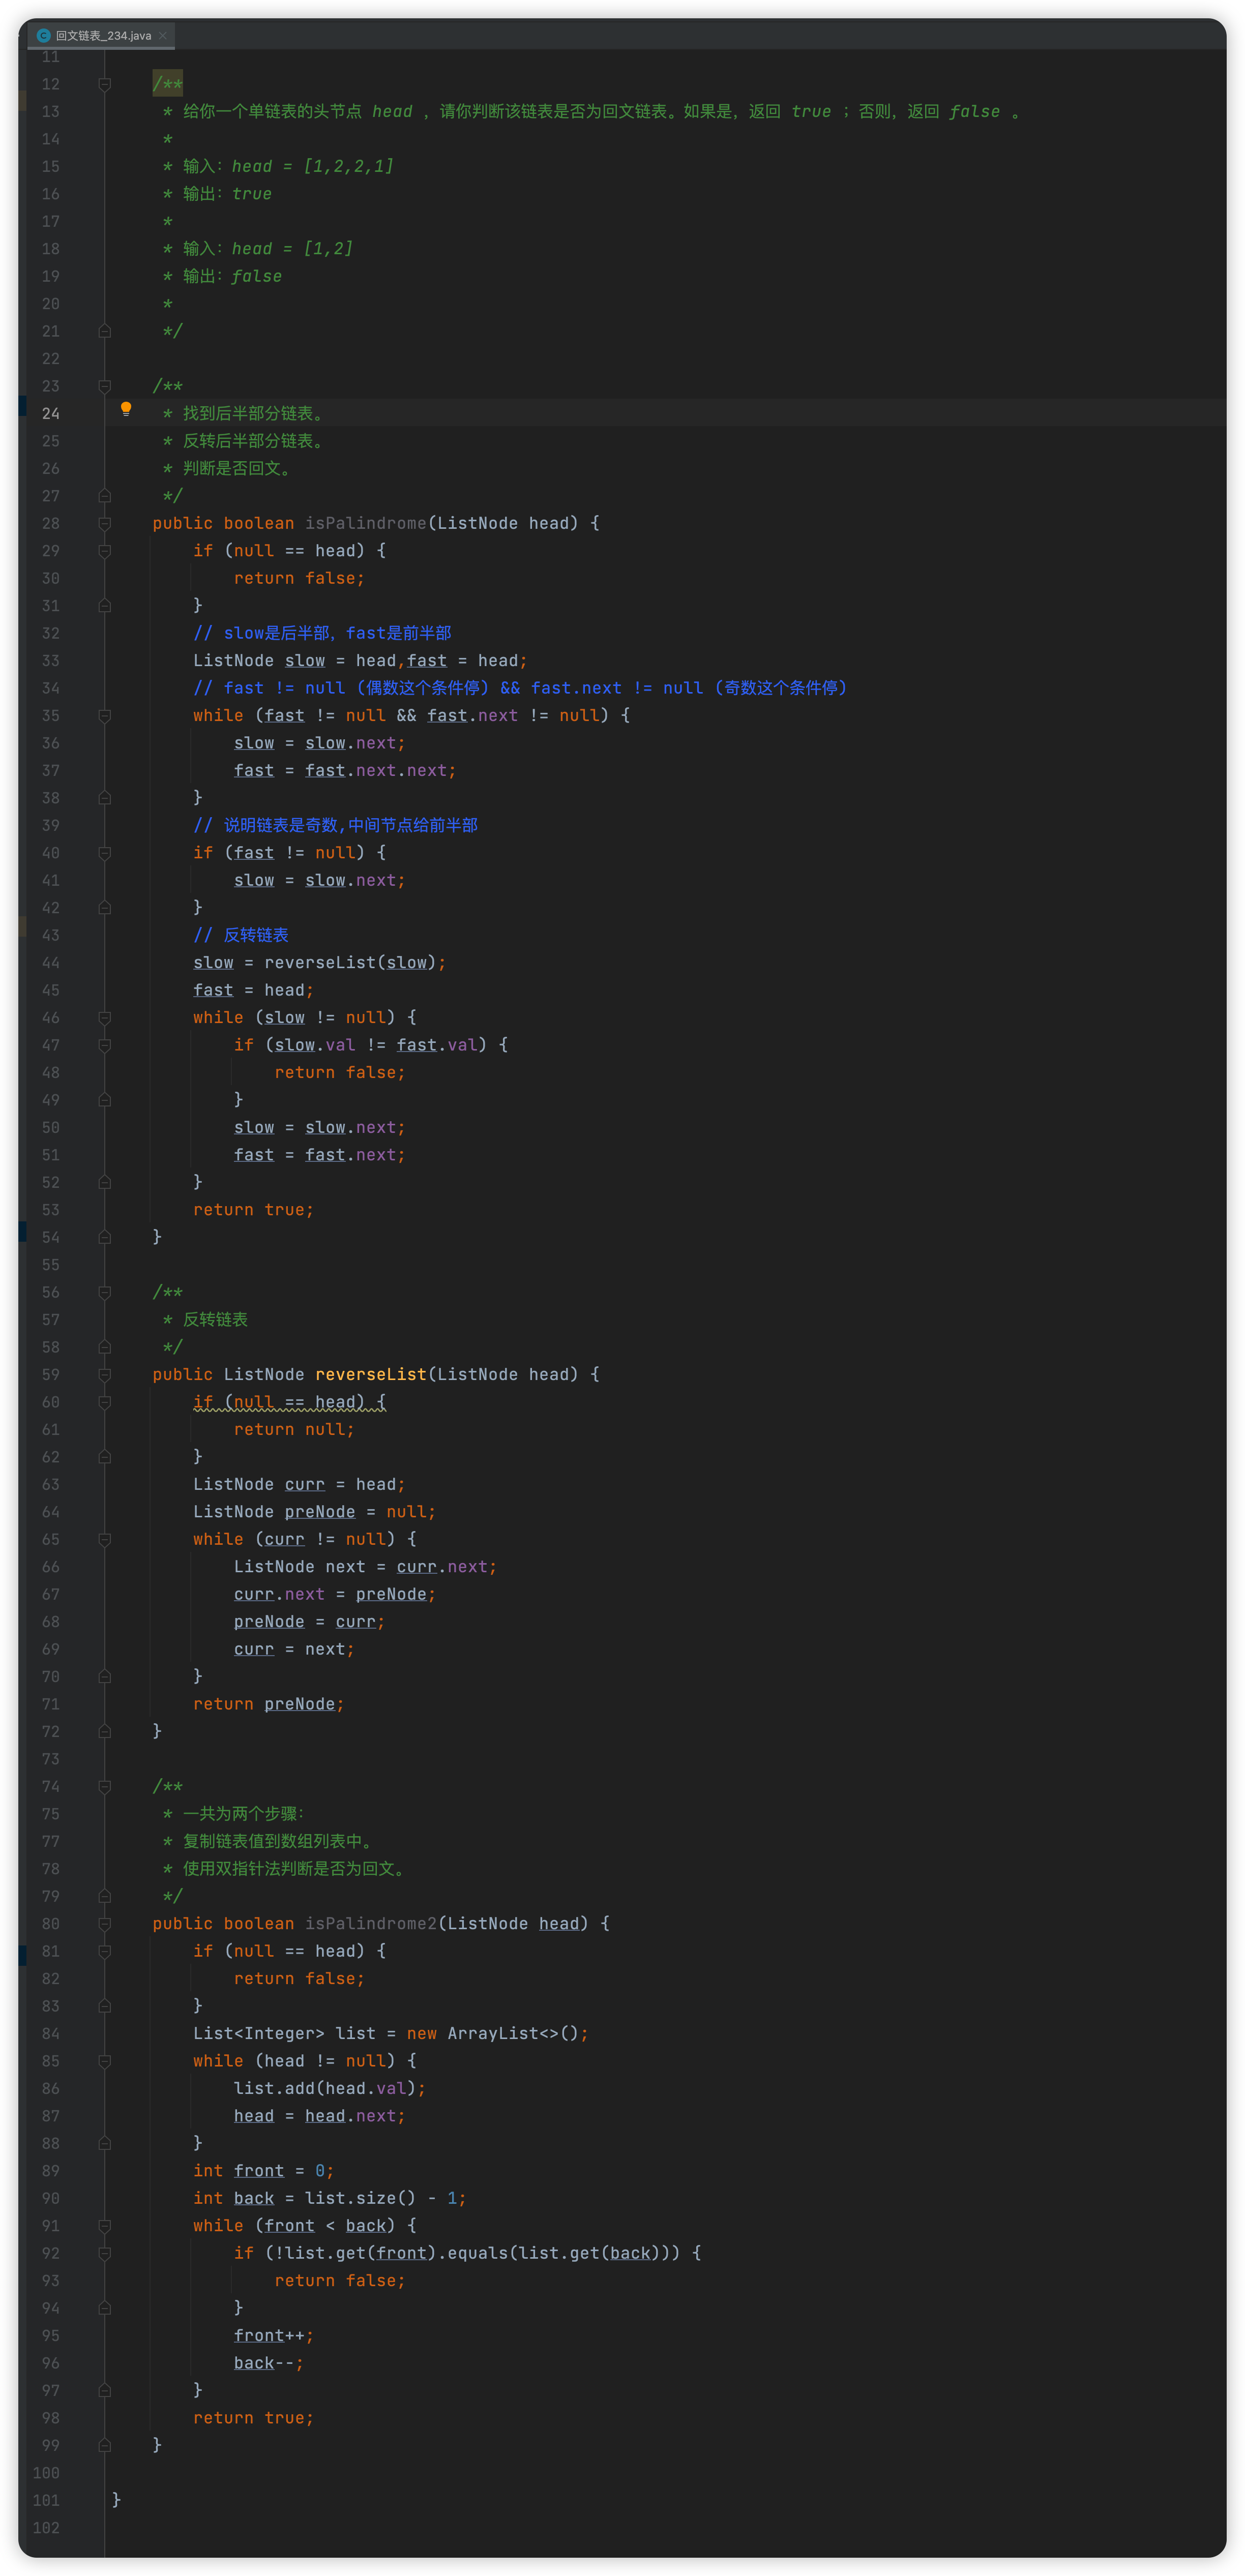 回文链表_234.java
11
12 /**
13 * 给你一个单链表的头节点 head ，请你判断该链表是否为回文链表。如果是，返回 true ；否则，返回 false 。
14 *
15 * 输入：head = [1,2,2,1]
16 * 输出：true
17 *
18 * 输入：head = [1,2]
19 * 输出：false
20 *
21 */
22
23 /**
24 * 找到后半部分链表。
25 * 反转后半部分链表。
26 * 判断是否回文。
27 */
28 public boolean isPalindrome(ListNode head) {
29 if (null == head) {
30 return false;
31 }
32 // slow是后半部，fast是前半部
33 ListNode slow = head,fast = head;
34 // fast != null (偶数这个条件停) && fast.next != null (奇数这个条件停)
35 while (fast != null && fast.next != null) {
36 slow = slow.next;
37 fast = fast.next.next;
38 }
39 // 说明链表是奇数,中间节点给前半部
40 if (fast != null) {
41 slow = slow.next;
42 }
43 // 反转链表
44 slow = reverseList(slow);
45 fast = head;
46 while (slow != null) {
47 if (slow.val != fast.val) {
48 return false;
49 }
50 slow = slow.next;
51 fast = fast.next;
52 }
53 return true;
54 }
55
56 /**
57 * 反转链表
58 */
59 public ListNode reverseList(ListNode head) {
60 if (null == head) {
61 return null;
62 }
63 ListNode curr = head;
64 ListNode preNode = null;
65 while (curr != null) {
66 ListNode next = curr.next;
67 curr.next = preNode;
68 preNode = curr;
69 curr = next;
70 }
71 return preNode;
72 }
73
74 /**
75 * 一共为两个步骤：
77 * 复制链表值到数组列表中。
78 * 使用双指针法判断是否为回文。
79 */
80 public boolean isPalindrome2(ListNode head) {
81 if (null == head) {
82 return false;
83 }
84 List<Integer> list = new ArrayList<>();
85 while (head != null) {
86 list.add(head.val);
87 head = head.next;
88 }
89 int front = 0;
90 int back = list.size() - 1;
91 while (front < back) {
92 if (!list.get(front).equals(list.get(back))) {
93 return false;
94 }
95 front++;
96 back--;
97 }
98 return true;
99 }
100
101 }
102